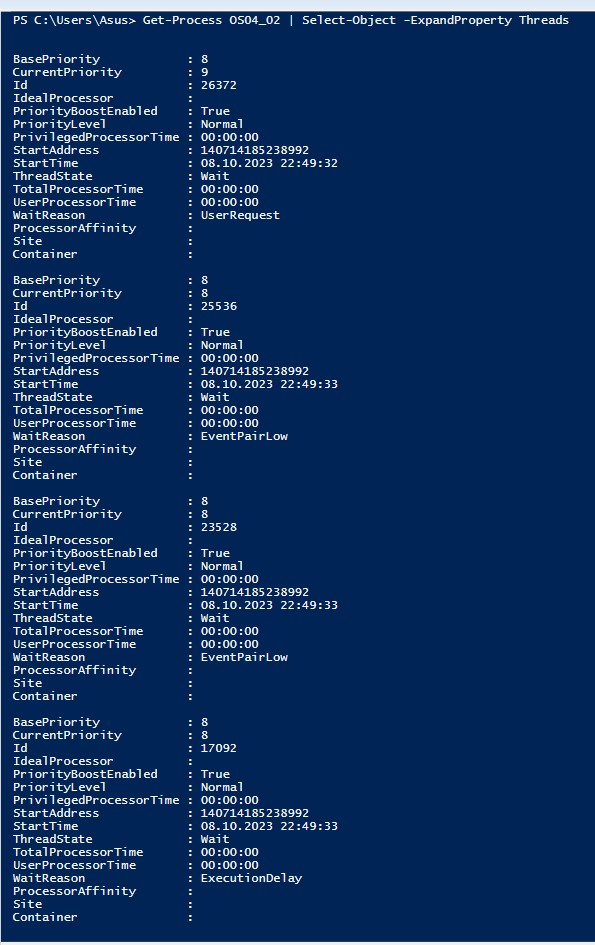 PS C:\Users\Asus> Get-Process OS04_02 | Select-Object -ExpandProperty Threads
BasePriority : 8
CurrentPriority : 9
Id : 26372
IdealProcessor :
PriorityBoostEnabled : True
PriorityLevel : Normal
PrivilegedProcessorTime : 00:00:00
StartAddress : 140714185238992
StartTime : 08.10.2023 22:49:32
ThreadState : Wait
TotalProcessorTime : 00:00:00
UserProcessorTime : 00:00:00
WaitReason : UserRequest
ProcessorAffinity :
Site :
Container :
BasePriority : 8
CurrentPriority : 8
Id : 25536
IdealProcessor :
PriorityBoostEnabled : True
PriorityLevel : Normal
PrivilegedProcessorTime : 00:00:00
StartAddress : 140714185238992
StartTime : 08.10.2023 22:49:33
ThreadState : Wait
TotalProcessorTime : 00:00:00
UserProcessorTime : 00:00:00
WaitReason : EventPairLow
ProcessorAffinity :
Site :
Container :
BasePriority : 8
CurrentPriority : 8
Id : 23528
IdealProcessor :
PriorityBoostEnabled : True
PriorityLevel : Normal
PrivilegedProcessorTime : 00:00:00
StartAddress : 140714185238992
StartTime : 08.10.2023 22:49:33
ThreadState : Wait
TotalProcessorTime : 00:00:00
UserProcessorTime : 00:00:00
WaitReason : EventPairLow
ProcessorAffinity :
Site :
Container :
BasePriority : 8
CurrentPriority : 8
Id : 17092
IdealProcessor :
PriorityBoostEnabled : True
PriorityLevel : Normal
PrivilegedProcessorTime : 00:00:00
StartAddress : 140714185238992
StartTime : 08.10.2023 22:49:33
ThreadState : Wait
TotalProcessorTime : 00:00:00
UserProcessorTime : 00:00:00
WaitReason : ExecutionDelay
ProcessorAffinity :
Site :
Container :